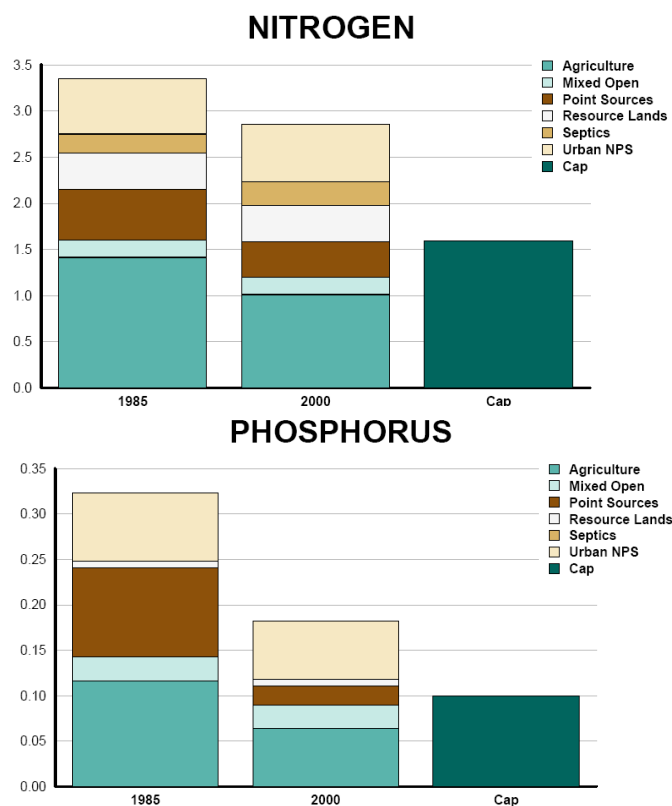 NITROGEN
3.5
3.0
2.5
2.0
1.5
1.0
0.5
0.0
Agriculture
Mixed Open
Point Sources
Resource Lands
Septics
Urban NPS
Cap
1985 2000 Cap
PHOSPHORUS
0.35
0.30
0.25
0.20
0.15
0.10
0.05
0.00
Agriculture
Mixed Open
Point Sources
Resource Lands
Septics
Urban NPS
Cap
1985 2000 Cap